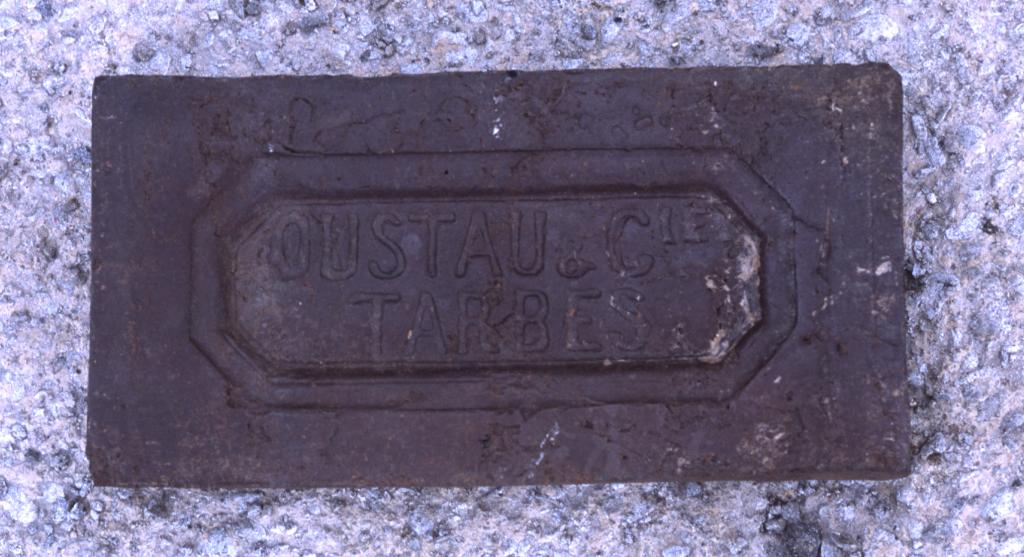 OUSTAU & CIE
TARBES